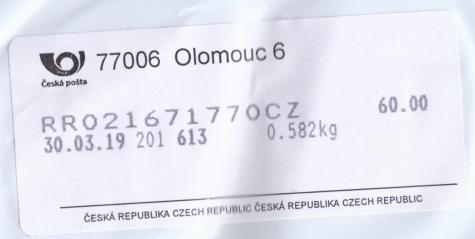 77006 Olomouc 6
Česká pošta
RR021671770CZ 60.00
30.03.19 201 613 0.582kg
ČESKÁ REPUBLIKA CZECH REPUBLIC ČESKÁ REPUBLIKA CZECH REPUBLIC